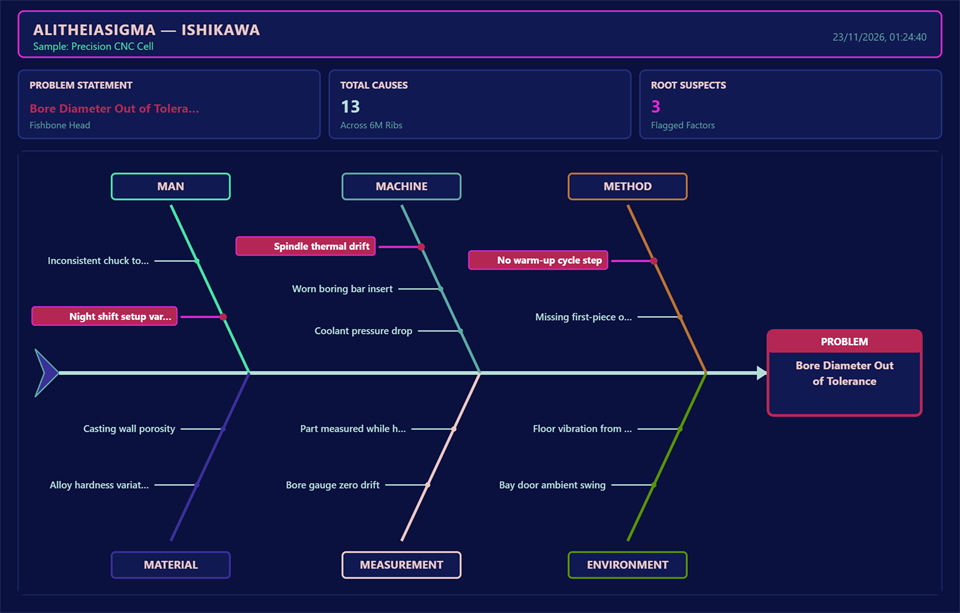 ALITHEIASIGMA — ISHIKAWA
Sample: Precision CNC Cell
23/11/2026, 01:24:40
PROBLEM STATEMENT
Bore Diameter Out of Tolera...
Fishbone Head
TOTAL CAUSES
13
Across 6M Ribs
ROOT SUSPECTS
3
Flagged Factors
MAN
MACHINE
METHOD
Spindle thermal drift
Inconsistent chuck to...
No warm-up cycle step
Worn boring bar insert
Night shift setup var...
Missing first-piece o...
Coolant pressure drop
PROBLEM
Bore Diameter Out
of Tolerance
Casting wall porosity
Part measured while h...
Floor vibration from ...
Alloy hardness variat...
Bore gauge zero drift
Bay door ambient swing
MATERIAL
MEASUREMENT
ENVIRONMENT